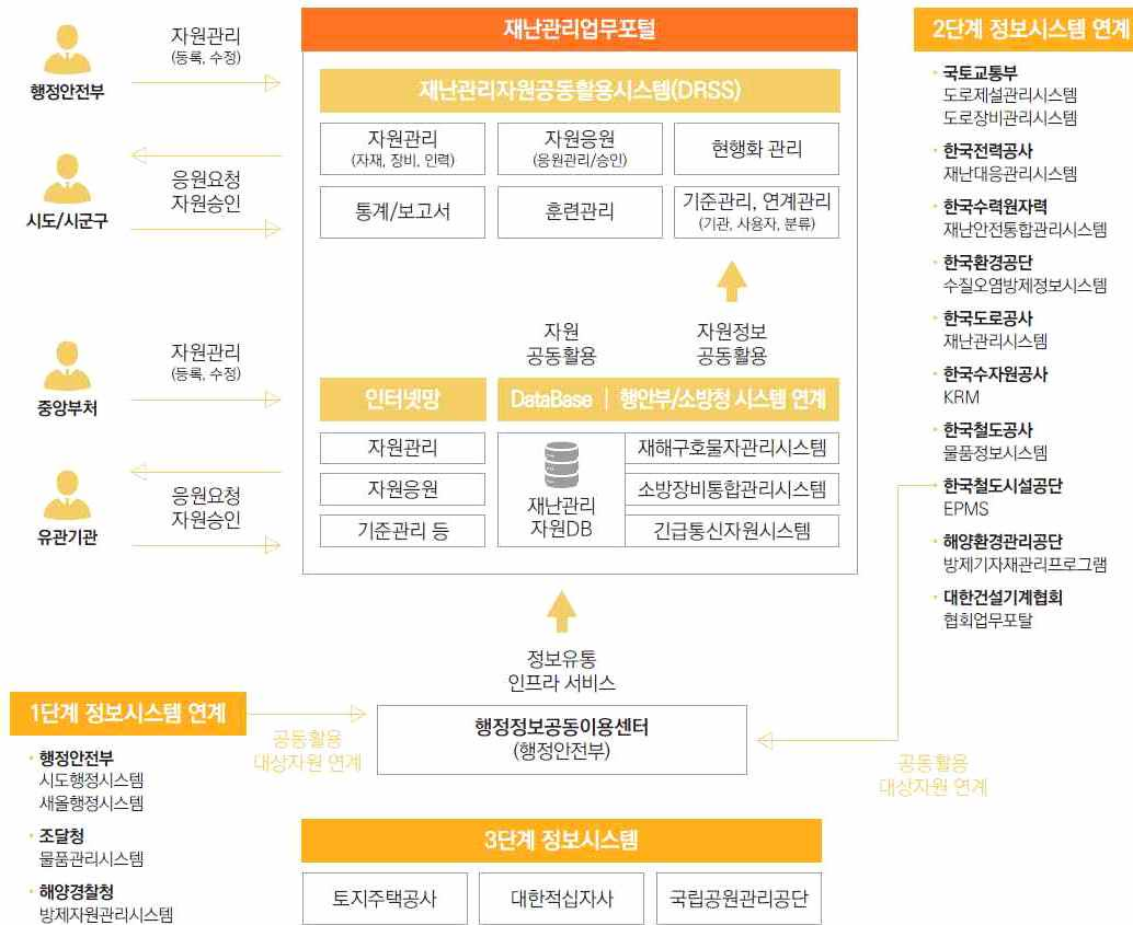 자원관리
(등록, 수정)
행정안전부
응원요청
자원승인
시도/시군구
자원관리
(등록, 수정)
중앙부처
응원요청
자원승인
유관기관
재난관리업무포털
재난관리자원공동활용시스템(DRSS)
자원관리
(자재, 장비, 인력)
자원응원
(응원관리/승인)
현행화 관리
통계/보고서
훈련관리
기준관리, 연계관리
(기관, 사용자, 분류)
자원
공동활용
자원정보
공동활용
인터넷망
자원관리
자원응원
기준관리 등
DataBase | 행안부/소방청 시스템 연계
재난관리
자원DB
재해구호물자관리시스템
소방장비통합관리시스템
긴급통신자원시스템
정보유통
인프라 서비스
행정정보공동이용센터
(행정안전부)
2단계 정보시스템 연계
· 국토교통부
도로제설관리시스템
도로장비관리시스템
· 한국전력공사
재난대응관리시스템
· 한국수력원자력
재난안전통합관리시스템
· 한국환경공단
수질오염방제정보시스템
· 한국도로공사
재난관리시스템
· 한국수자원공사
KRM
· 한국철도공사
물품정보시스템
· 한국철도시설공단
EPMS
· 해양환경관리공단
방제기자재관리프로그램
· 대한건설기계협회
협회업무포탈
공동활용
대상자원 연계
1단계 정보시스템 연계
공동활용
대상자원 연계
· 행정안전부
시도행정시스템
새올행정시스템
· 조달청
물품관리시스템
· 해양경찰청
방제자원관리시스템
3단계 정보시스템
토지주택공사
대한적십자사
국립공원관리공단